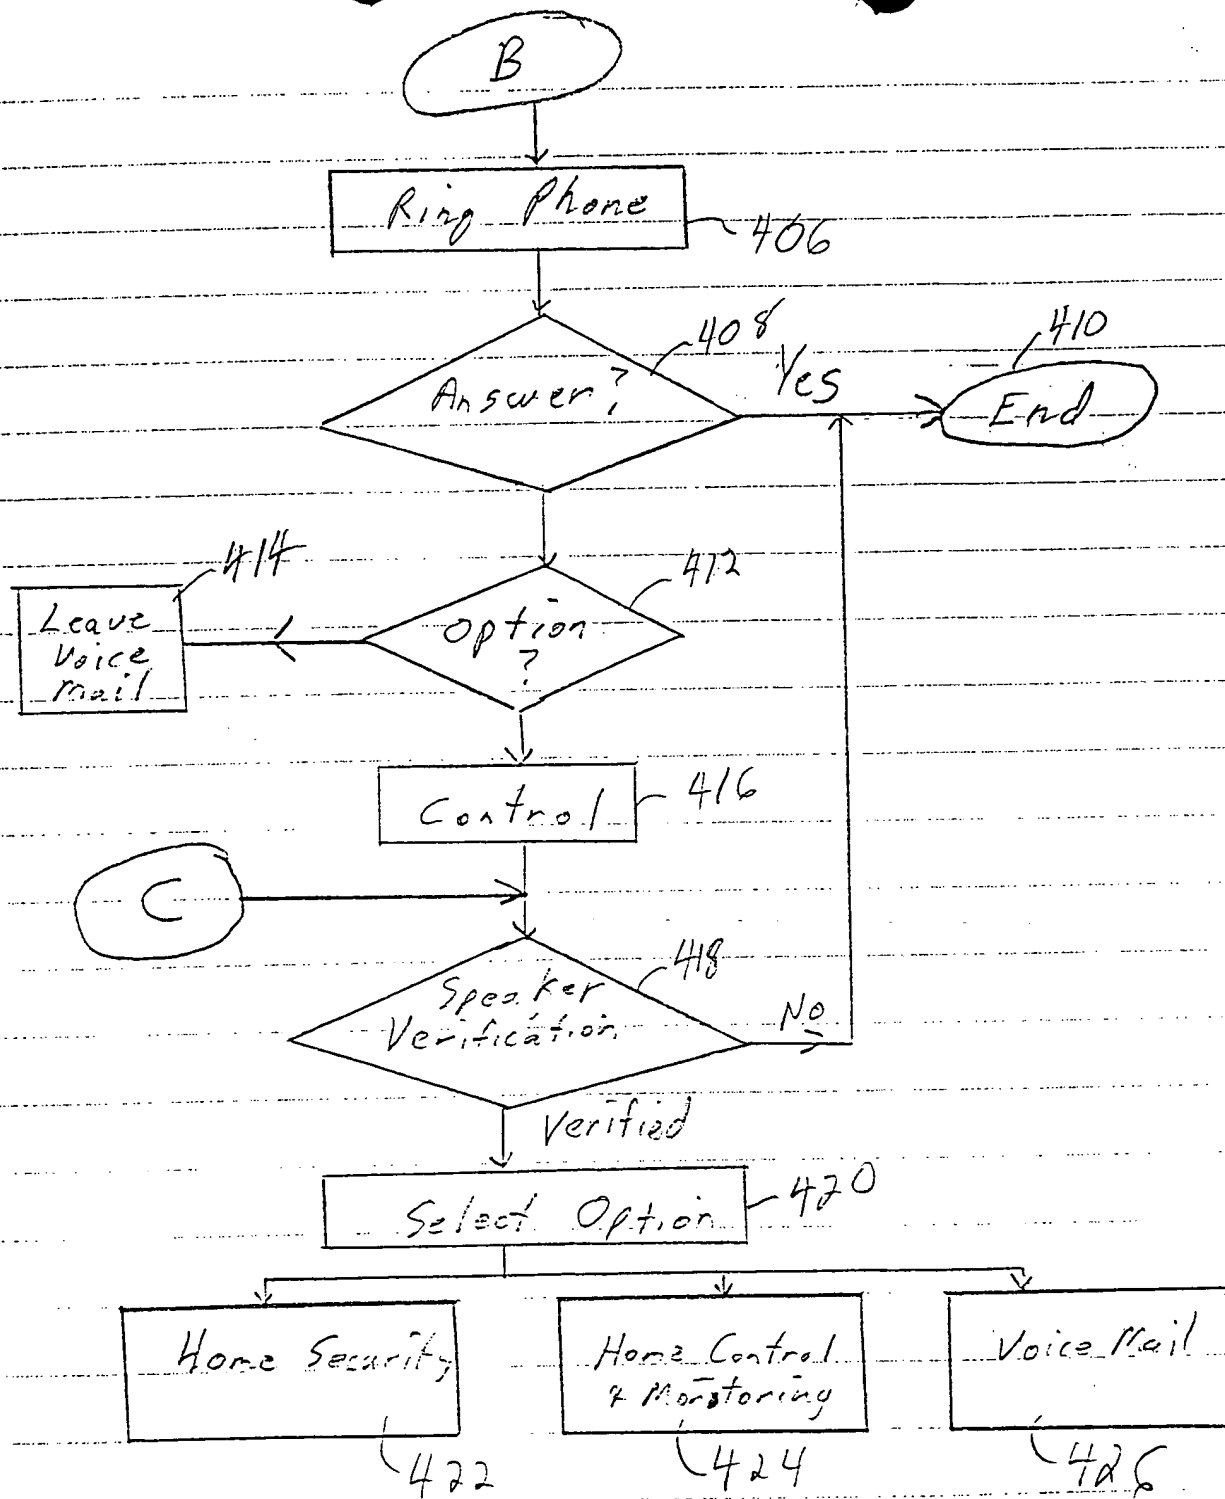 B
Ring Phone
406
408
Answer?
Yes
410
End
412
Option
?
414
Leave
Voice
Mail
Control
416
C
418
Speaker
Verification
No
Verified
Select Option
420
Home Security
422
Home Control
& Monitoring
424
Voice Mail
426